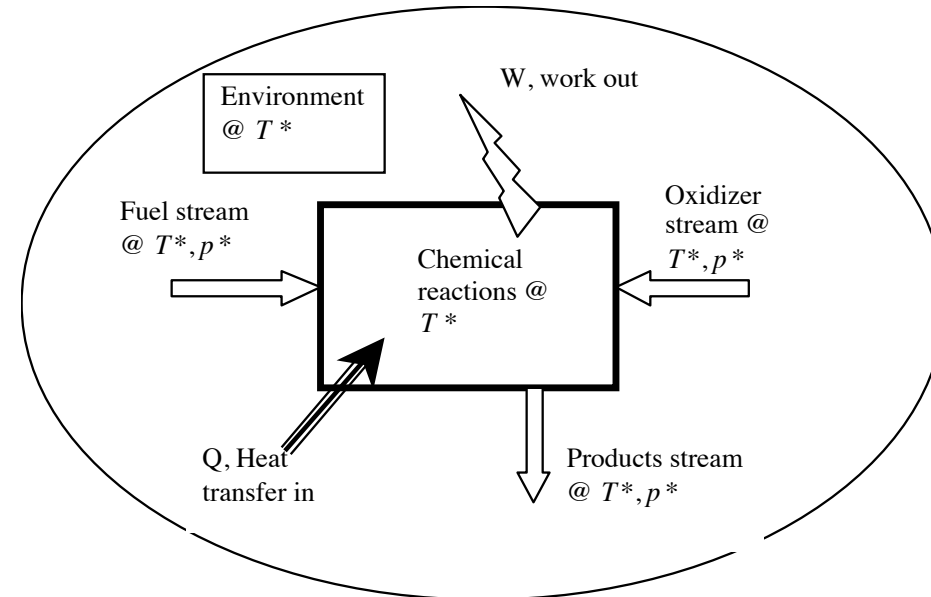 W, work out
Environment
@ T *
Oxidizer
stream @
T*, p*
Fuel stream
@ T*, p*
Chemical
reactions @
T *
Q, Heat
transfer in
Products stream
@ T*, p*